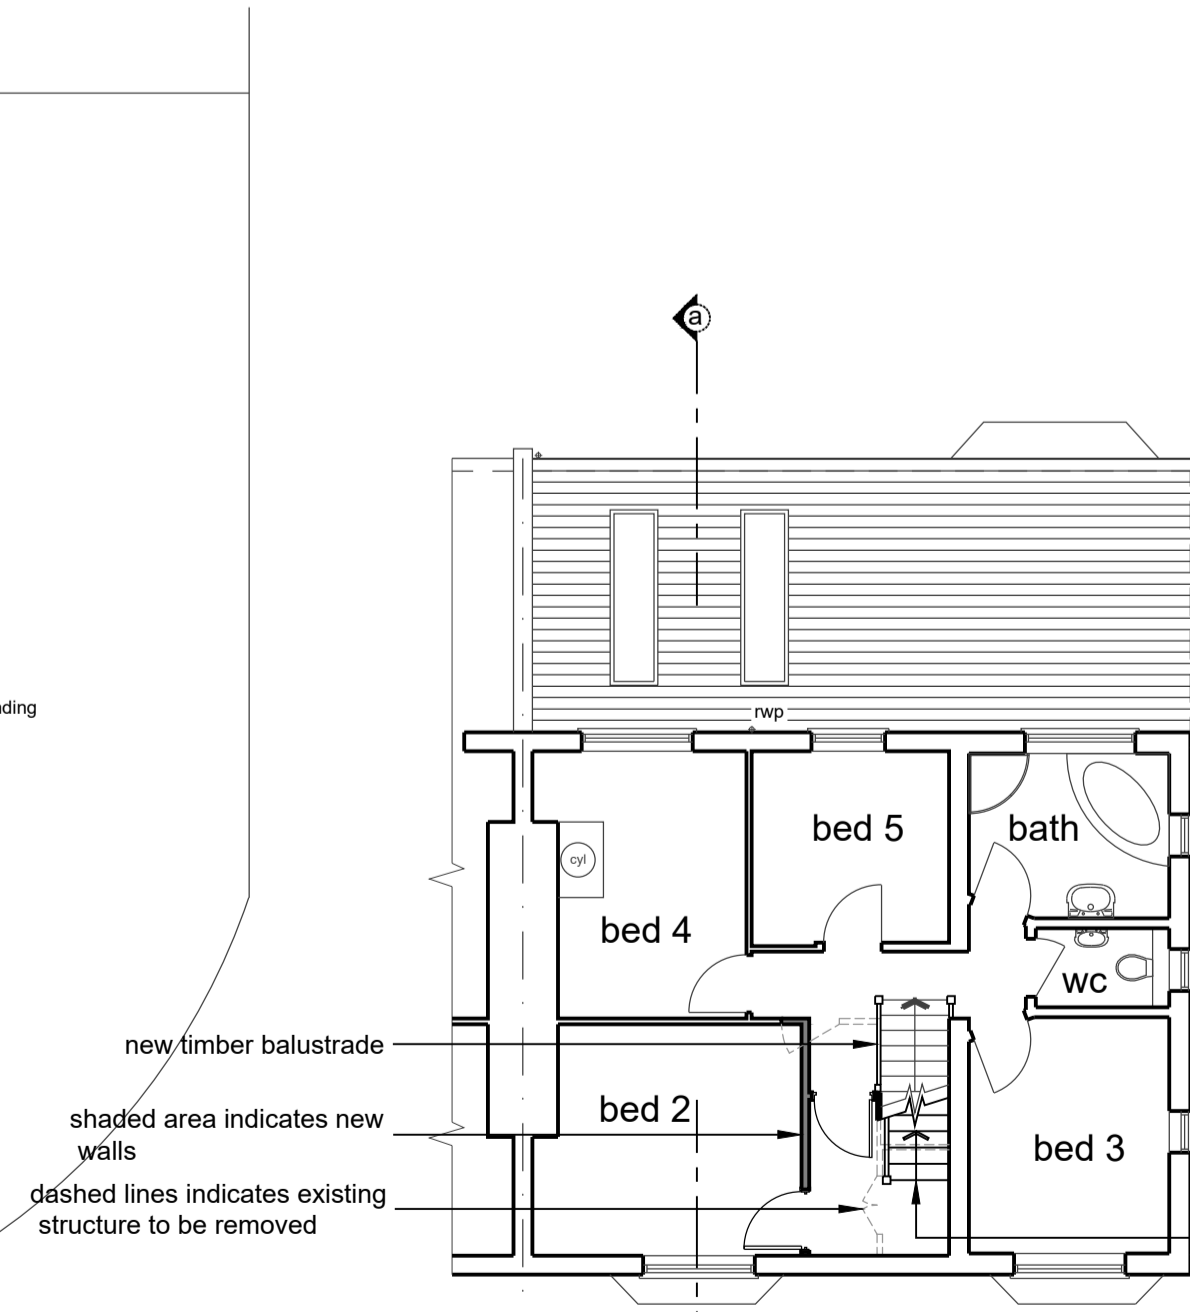 a
ding
rwp
bed 5
bath
cyl
bed 4
wc
new timber balustrade
bed 2
shaded area indicates new
walls
bed 3
dashed lines indicates existing
structure to be removed